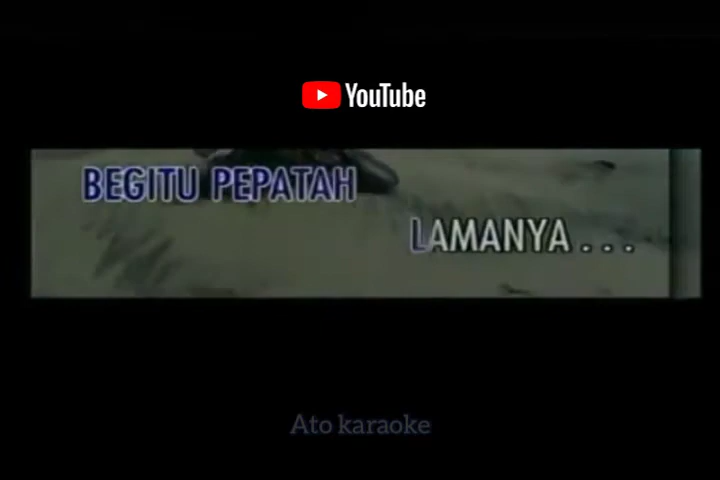 YouTube
BEGITU PEPATAH
LAMANYA . . .
Ato karaoke